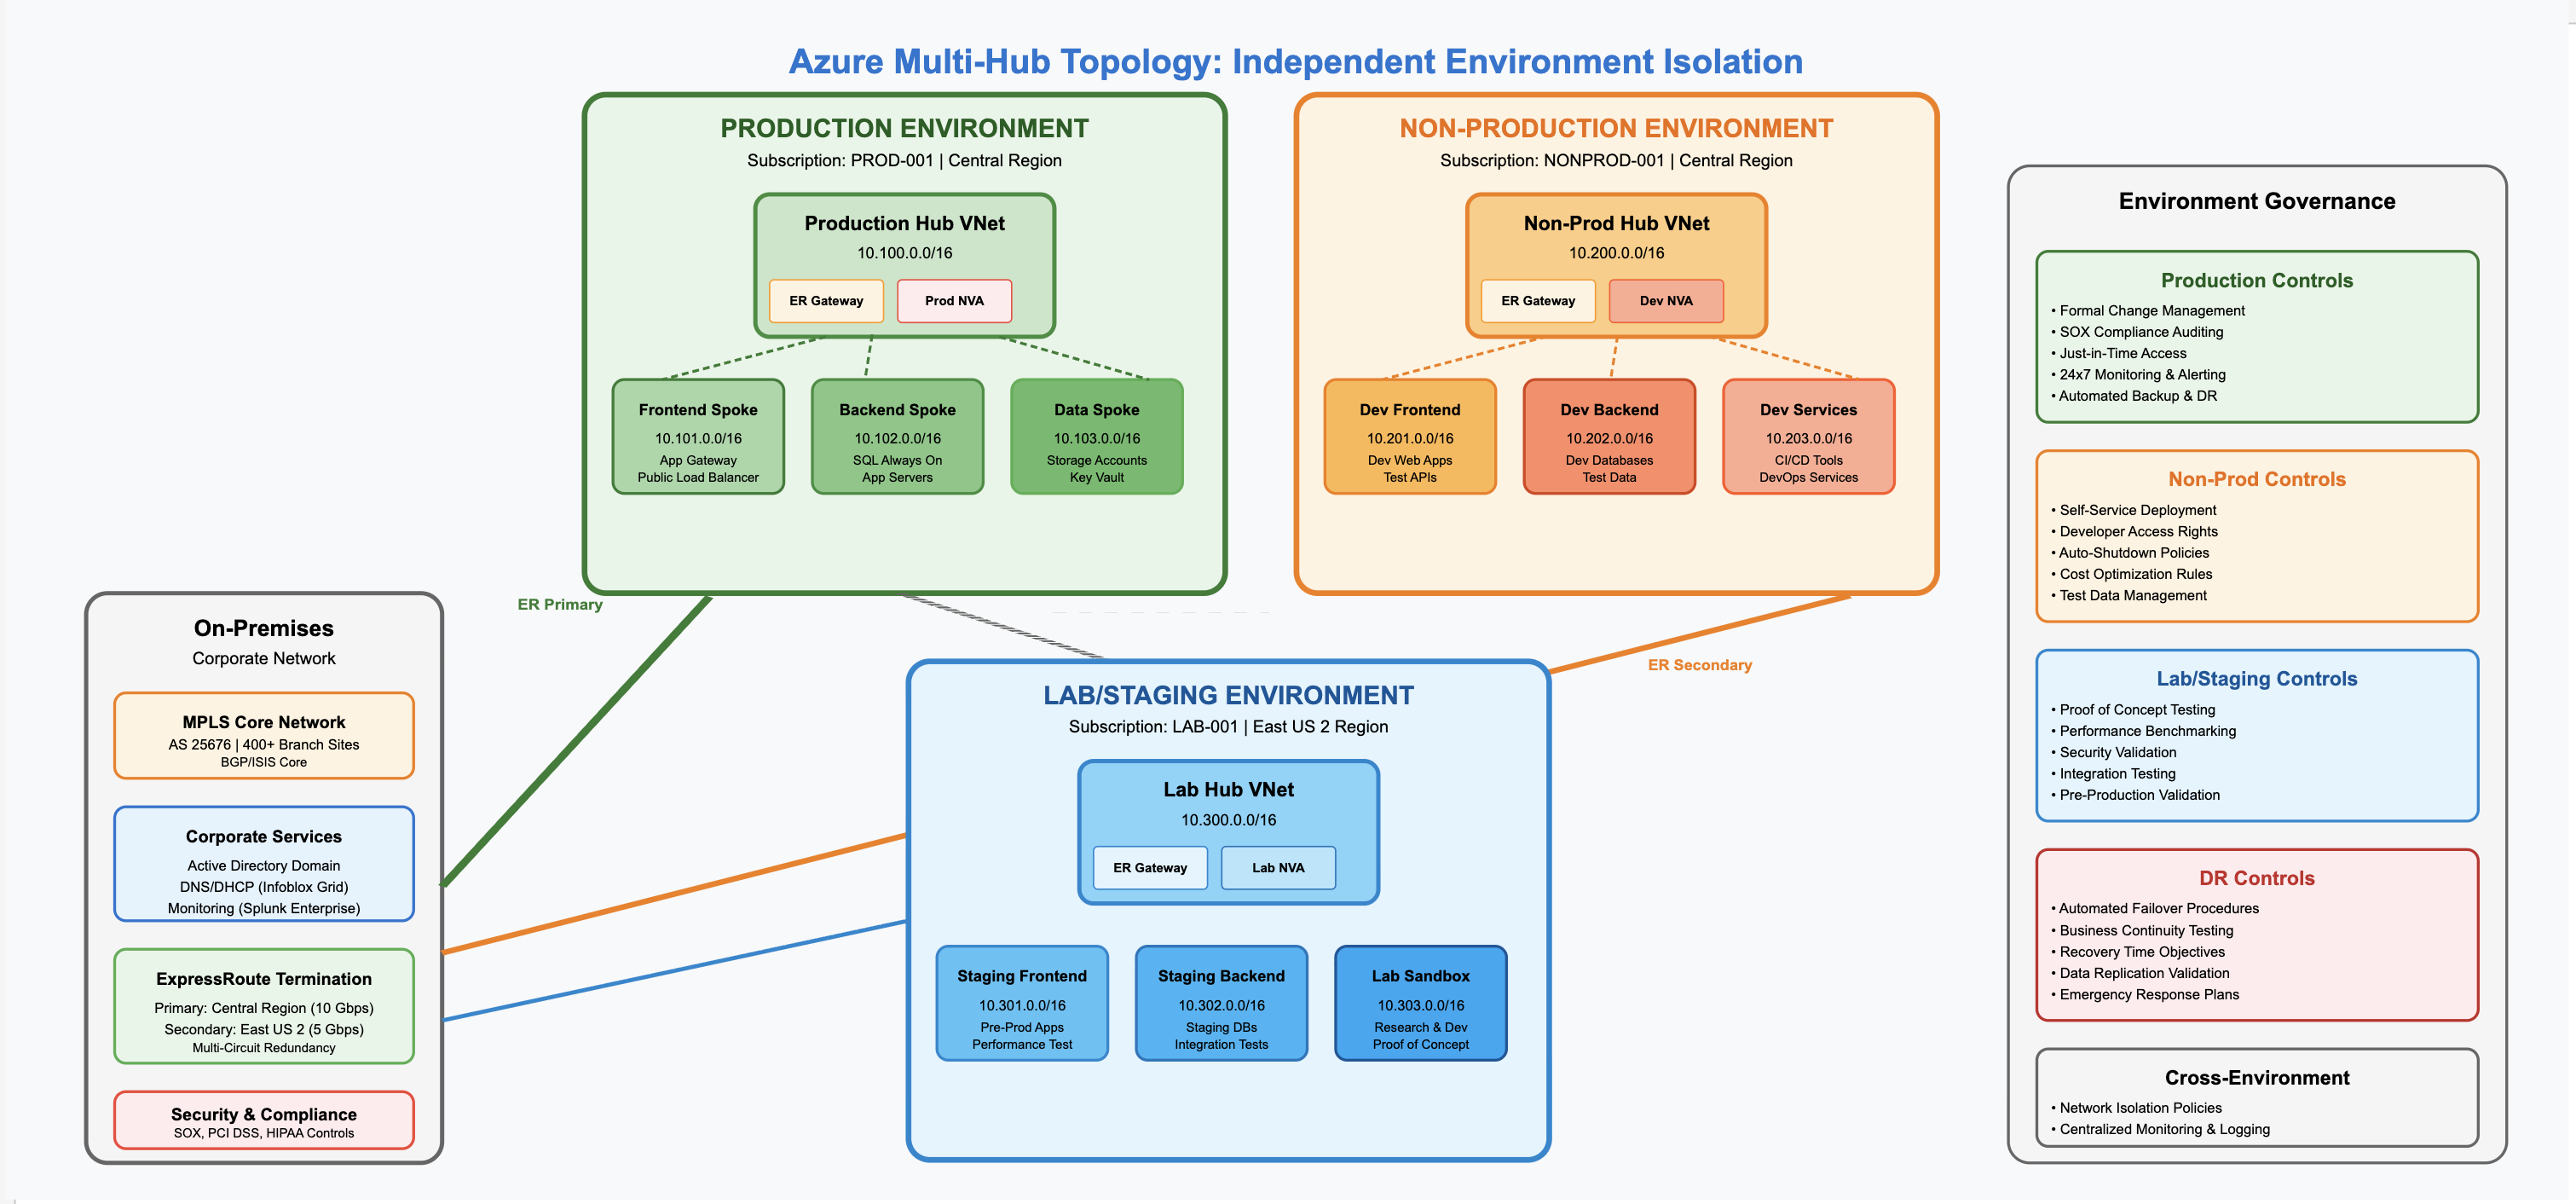 Azure Multi-Hub Topology: Independent Environment Isolation
PRODUCTION ENVIRONMENT
Subscription: PROD-001 | Central Region
Production Hub VNet
10.100.0.0/16
ER Gateway
Prod NVA
Frontend Spoke
10.101.0.0/16
App Gateway
Public Load Balancer
Backend Spoke
10.102.0.0/16
SQL Always On
App Servers
Data Spoke
10.103.0.0/16
Storage Accounts
Key Vault
NON-PRODUCTION ENVIRONMENT
Subscription: NONPROD-001 | Central Region
Non-Prod Hub VNet
10.200.0.0/16
ER Gateway
Dev NVA
Dev Frontend
10.201.0.0/16
Dev Web Apps
Test APIs
Dev Backend
10.202.0.0/16
Dev Databases
Test Data
Dev Services
10.203.0.0/16
CI/CD Tools
DevOps Services
ER Primary
ER Secondary
On-Premises
Corporate Network
MPLS Core Network
AS 25676 | 400+ Branch Sites
BGP/ISIS Core
Corporate Services
Active Directory Domain
DNS/DHCP (Infoblox Grid)
Monitoring (Splunk Enterprise)
ExpressRoute Termination
Primary: Central Region (10 Gbps)
Secondary: East US 2 (5 Gbps)
Multi-Circuit Redundancy
Security & Compliance
SOX, PCI DSS, HIPAA Controls
LAB/STAGING ENVIRONMENT
Subscription: LAB-001 | East US 2 Region
Lab Hub VNet
10.300.0.0/16
ER Gateway
Lab NVA
Staging Frontend
10.301.0.0/16
Pre-Prod Apps
Performance Test
Staging Backend
10.302.0.0/16
Staging DBs
Integration Tests
Lab Sandbox
10.303.0.0/16
Research & Dev
Proof of Concept
Environment Governance
Production Controls
• Formal Change Management
• SOX Compliance Auditing
• Just-in-Time Access
• 24x7 Monitoring & Alerting
• Automated Backup & DR
Non-Prod Controls
• Self-Service Deployment
• Developer Access Rights
• Auto-Shutdown Policies
• Cost Optimization Rules
• Test Data Management
Lab/Staging Controls
• Proof of Concept Testing
• Performance Benchmarking
• Security Validation
• Integration Testing
• Pre-Production Validation
DR Controls
• Automated Failover Procedures
• Business Continuity Testing
• Recovery Time Objectives
• Data Replication Validation
• Emergency Response Plans
Cross-Environment
• Network Isolation Policies
• Centralized Monitoring & Logging